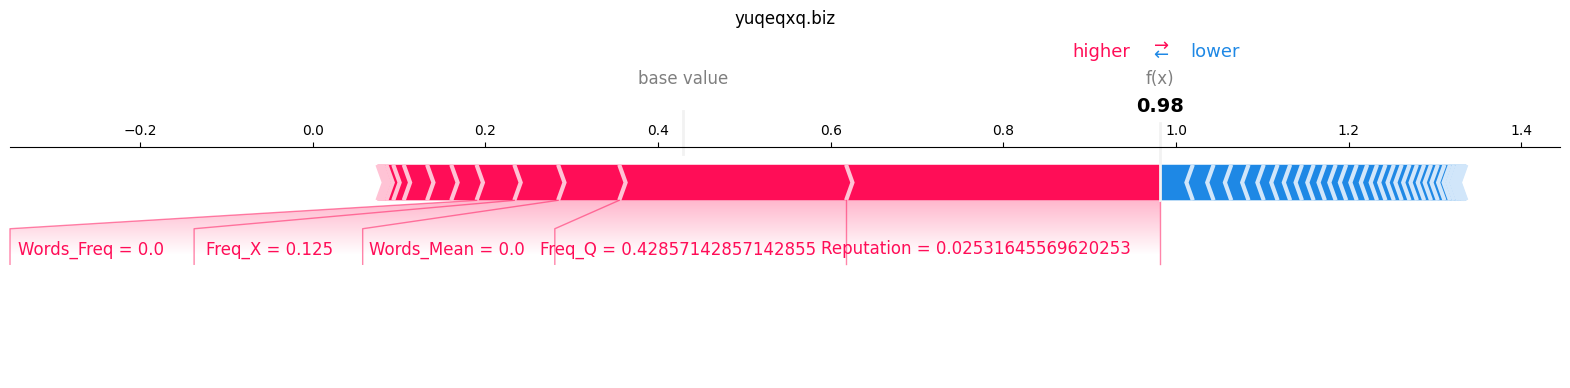 yuqeqxq.biz
higher ⇄ lower
base value f(x)
0.98
−0.2 0.0 0.2 0.4 0.6 0.8 1.0 1.2 1.4
Words_Freq = 0.0 Freq_X = 0.125 Words_Mean = 0.0 Freq_Q = 0.42857142857142855 Reputation = 0.02531645569620253